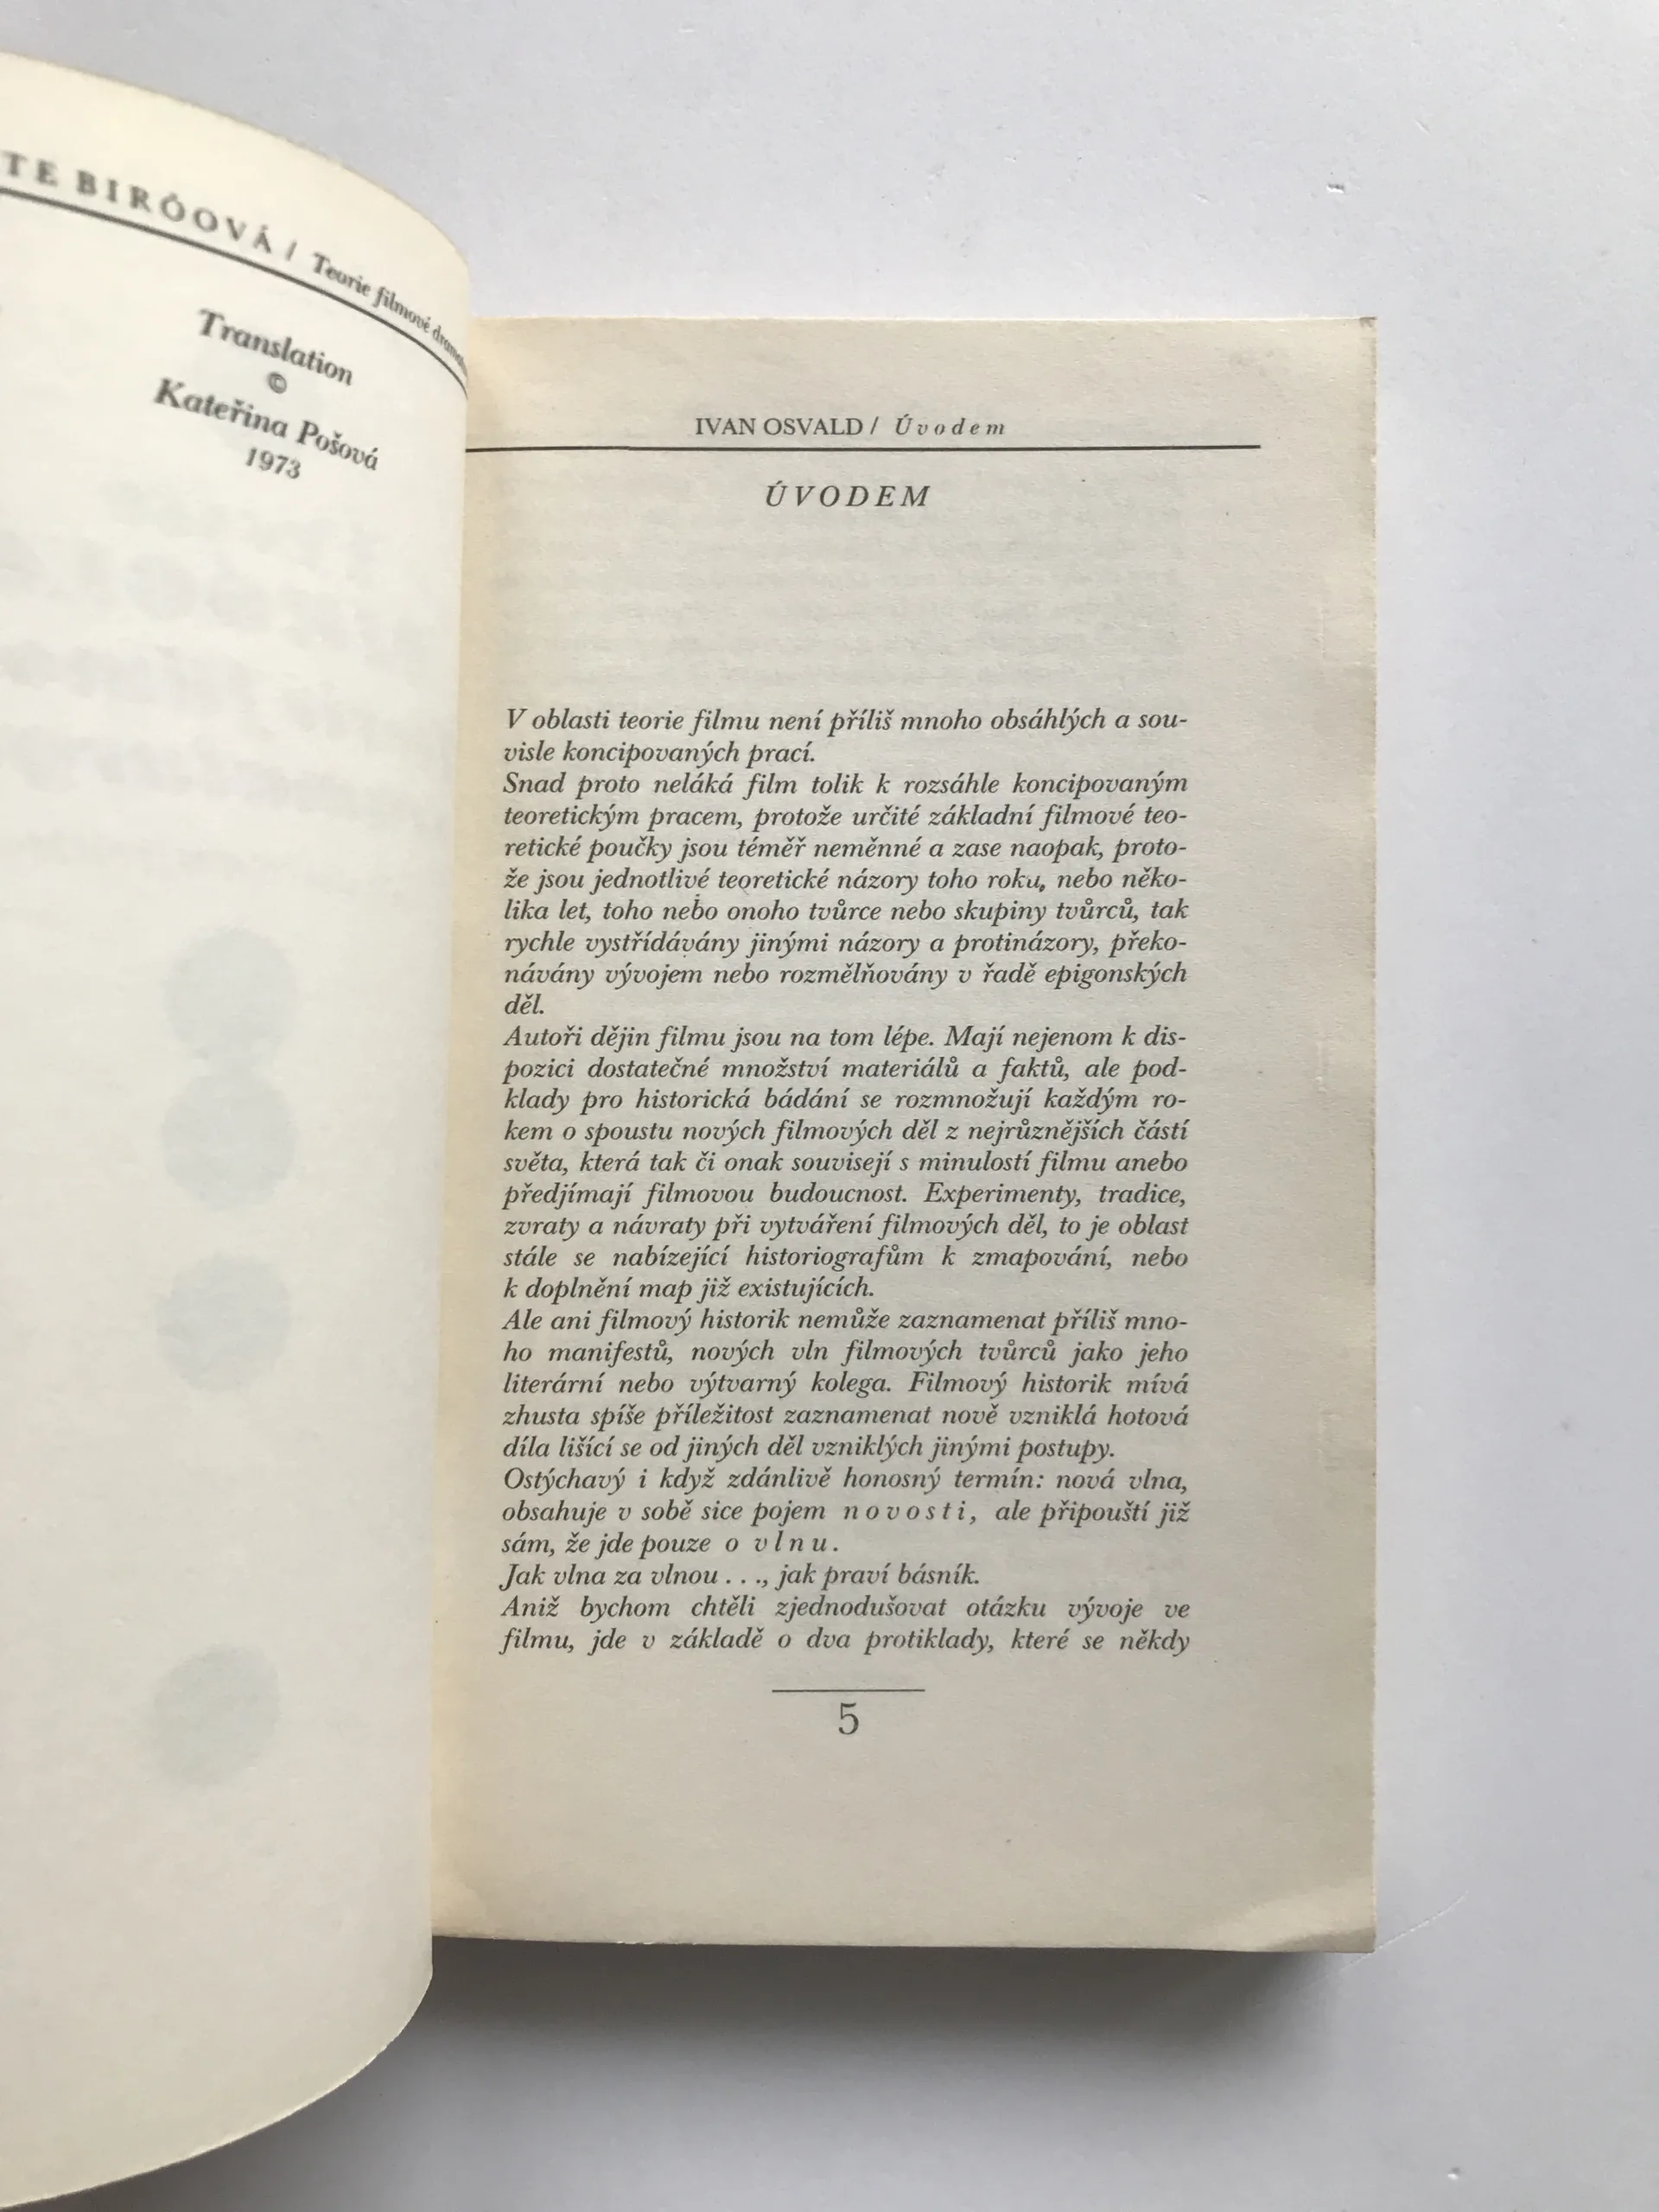 TE BIRÓOVÁ / Teorie filmové
Translation
©
Kateřina Pošová
1973
IVAN OSVALD / Úvodem
ÚVODEM
V oblasti teorie filmu není příliš mnoho obsáhlých a sou-
visle koncipovaných prací.
Snad proto neláká film tolik k rozsáhle koncipovaným
teoretickým pracem, protože určité základní filmové teo-
retické poučky jsou téměř neměnné a zase naopak, proto-
že jsou jednotlivé teoretické názory toho roku, nebo něko-
lika let, toho nebo onoho tvůrce nebo skupiny tvůrců, tak
rychle vystřídávány jinými názory a protinázory, překo-
návány vývojem nebo rozmělňovány v řadě epigonských
děl.
Autoři dějin filmu jsou na tom lépe. Mají nejenom k dis-
pozici dostatečné množství materiálů a faktů, ale pod-
klady pro historická bádání se rozmnožují každým ro-
kem o spoustu nových filmových děl z nejrůznějších částí
světa, která tak či onak souvisejí s minulostí filmu anebo
předjímají filmovou budoucnost. Experimenty, tradice,
zvraty a návraty při vytváření filmových děl, to je oblast
stále se nabízející historiografům k zmapování, nebo
k doplnění map již existujících.
Ale ani filmový historik nemůže zaznamenat příliš mno-
ho manifestů, nových vln filmových tvůrců jako jeho
literární nebo výtvarný kolega. Filmový historik mívá
zhusta spíše příležitost zaznamenat nově vzniklá hotová
díla lišící se od jiných děl vzniklých jinými postupy.
Ostýchavý i když zdánlivě honosný termín: nová vlna,
obsahuje v sobě sice pojem novosti, ale připouští již
sám, že jde pouze o vlnu.
Jak vlna za vlnou . . ., jak praví básník.
Aniž bychom chtěli zjednodušovat otázku vývoje ve
filmu, jde v základě o dva protiklady, které se někdy
5